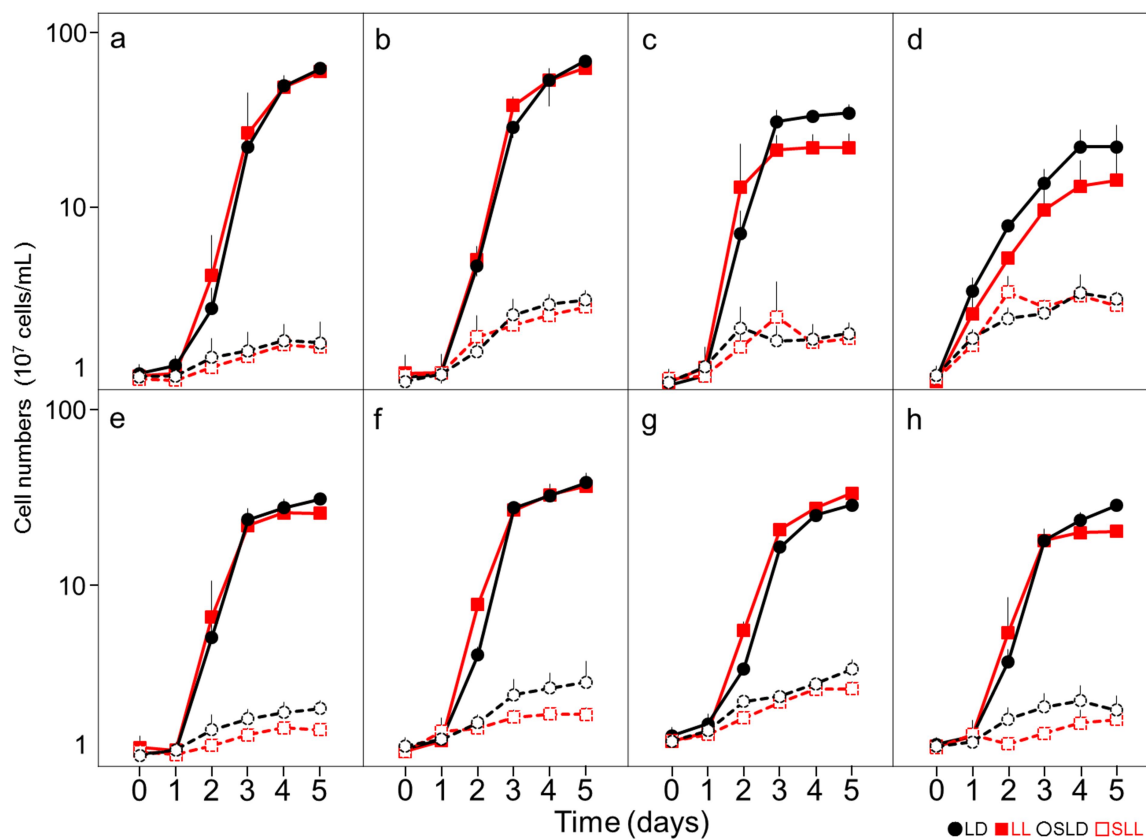 a b c d
100
10
1
e f g h
100
10
1
Cell numbers (10⁷ cells/mL)
0 1 2 3 4 5 0 1 2 3 4 5 0 1 2 3 4 5 0 1 2 3 4 5
Time (days)
LD LL SLD SLL